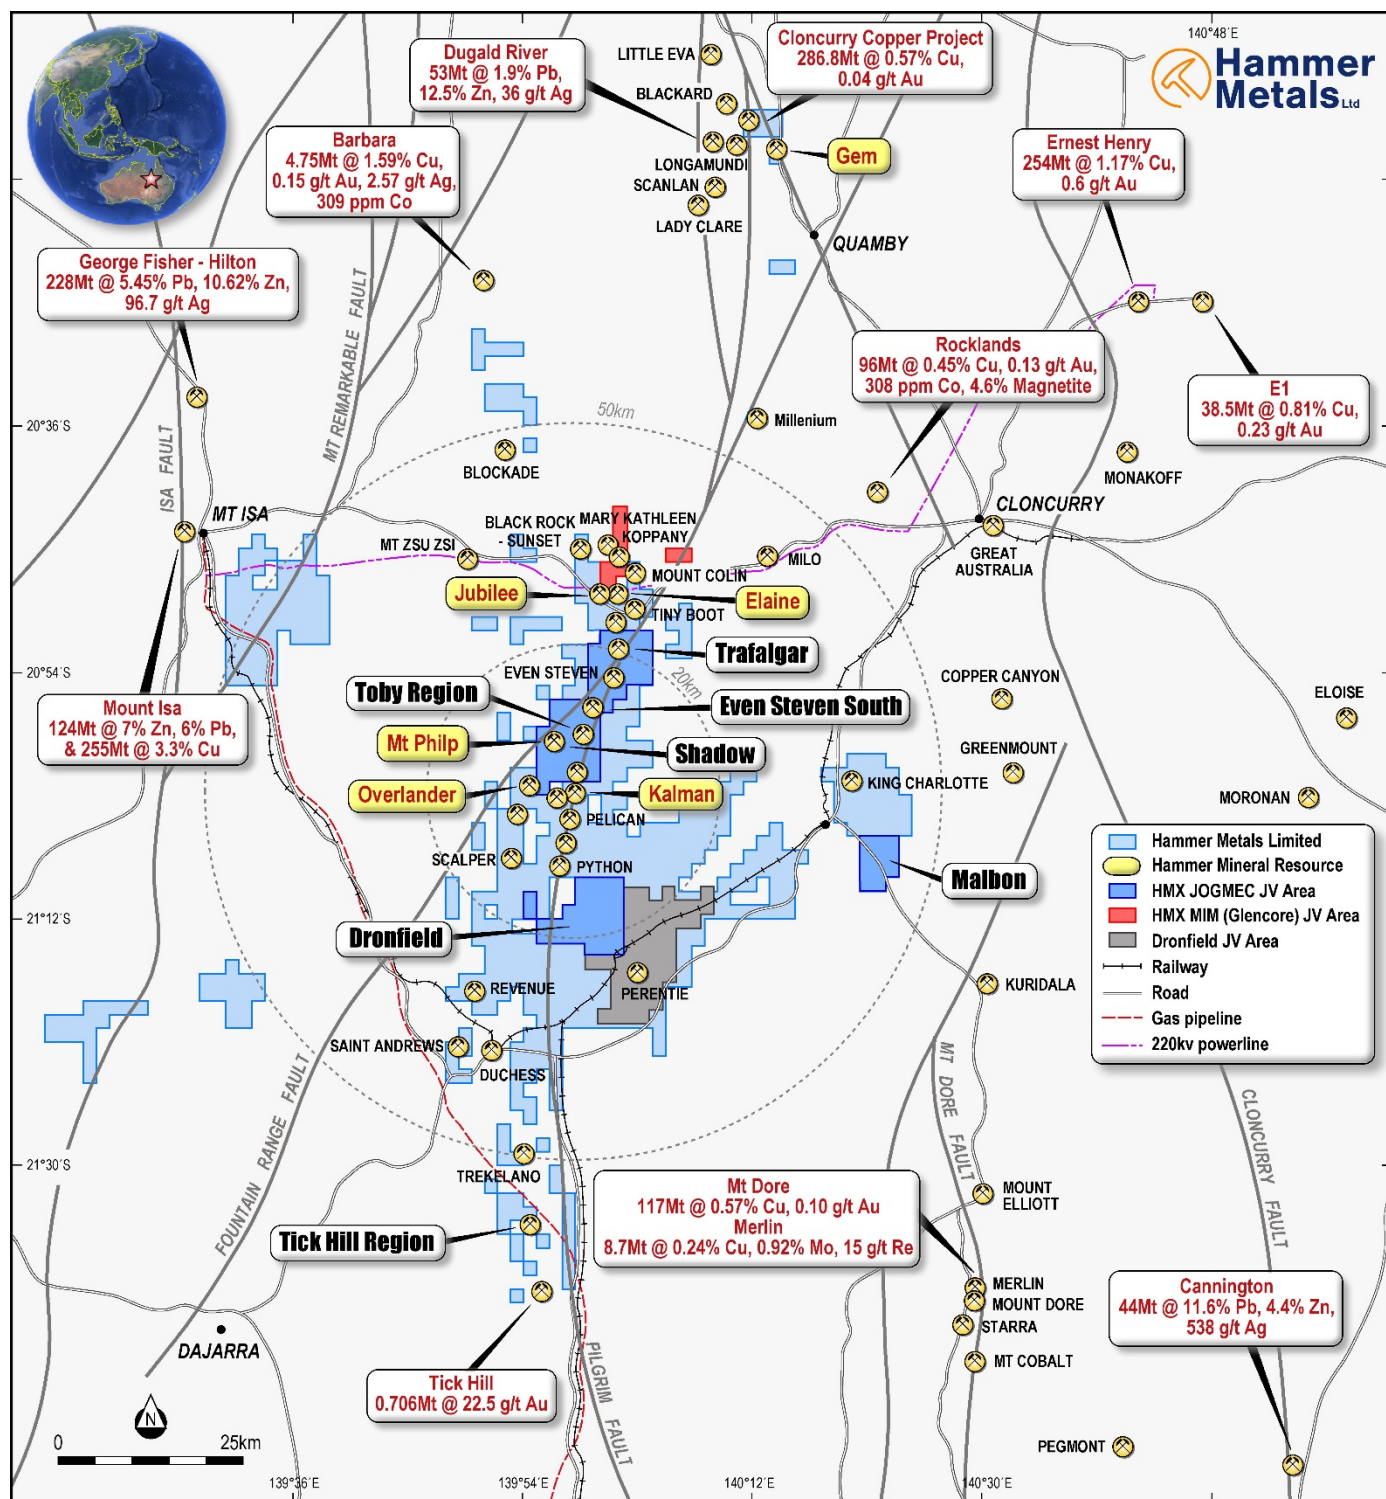 140°48´E
Hammer
Metals Ltd
LITTLE EVA
Dugald River
53Mt @ 1.9% Pb,
12.5% Zn, 36 g/t Ag
Cloncurry Copper Project
286.8Mt @ 0.57% Cu,
0.04 g/t Au
BLACKARD
Barbara
4.75Mt @ 1.59% Cu,
0.15 g/t Au, 2.57 g/t Ag,
309 ppm Co
Ernest Henry
254Mt @ 1.17% Cu,
0.6 g/t Au
LONGAMUNDI
Gem
SCANLAN
LADY CLARE
QUAMBY
George Fisher - Hilton
228Mt @ 5.45% Pb, 10.62% Zn,
96.7 g/t Ag
MT REMARKABLE FAULT
Rocklands
96Mt @ 0.45% Cu, 0.13 g/t Au,
308 ppm Co, 4.6% Magnetite
E1
38.5Mt @ 0.81% Cu,
0.23 g/t Au
50km
Millenium
20°36´S
ISA FAULT
BLOCKADE
MONAKOFF
MT ISA
CLONCURRY
BLACK ROCK
- SUNSET
MARY KATHLEEN
KOPPANY
MT ZSU ZSI
MILO
GREAT
AUSTRALIA
MOUNT COLIN
Jubilee
Elaine
TINY BOOT
Trafalgar
20°54´S
EVEN STEVEN
20km
Toby Region
Even Steven South
COPPER CANYON
ELOISE
Mount Isa
124Mt @ 7% Zn, 6% Pb,
& 255Mt @ 3.3% Cu
Mt Philp
Shadow
GREENMOUNT
Overlander
Kalman
KING CHARLOTTE
MORONAN
PELICAN
SCALPER
PYTHON
Malbon
Hammer Metals Limited
Hammer Mineral Resource
HMX JOGMEC JV Area
HMX MIM (Glencore) JV Area
Dronfield JV Area
Railway
Road
Gas pipeline
220kv powerline
21°12´S
Dronfield
REVENUE
PERENTIE
KURIDALA
SAINT ANDREWS
DUCHESS
MT DORE FAULT
FOUNTAIN RANGE FAULT
CLONCURRY FAULT
21°30´S
TREKELANO
Mt Dore
117Mt @ 0.57% Cu, 0.10 g/t Au
Merlin
8.7Mt @ 0.24% Cu, 0.92% Mo, 15 g/t Re
MOUNT
ELLIOTT
Tick Hill Region
MERLIN
MOUNT DORE
STARRA
MT COBALT
Cannington
44Mt @ 11.6% Pb, 4.4% Zn,
538 g/t Ag
DAJARRA
PILGRIM FAULT
Tick Hill
0.706Mt @ 22.5 g/t Au
N
0 25km
PEGMONT
139°36´E
139°54´E
140°12´E
140°30´E